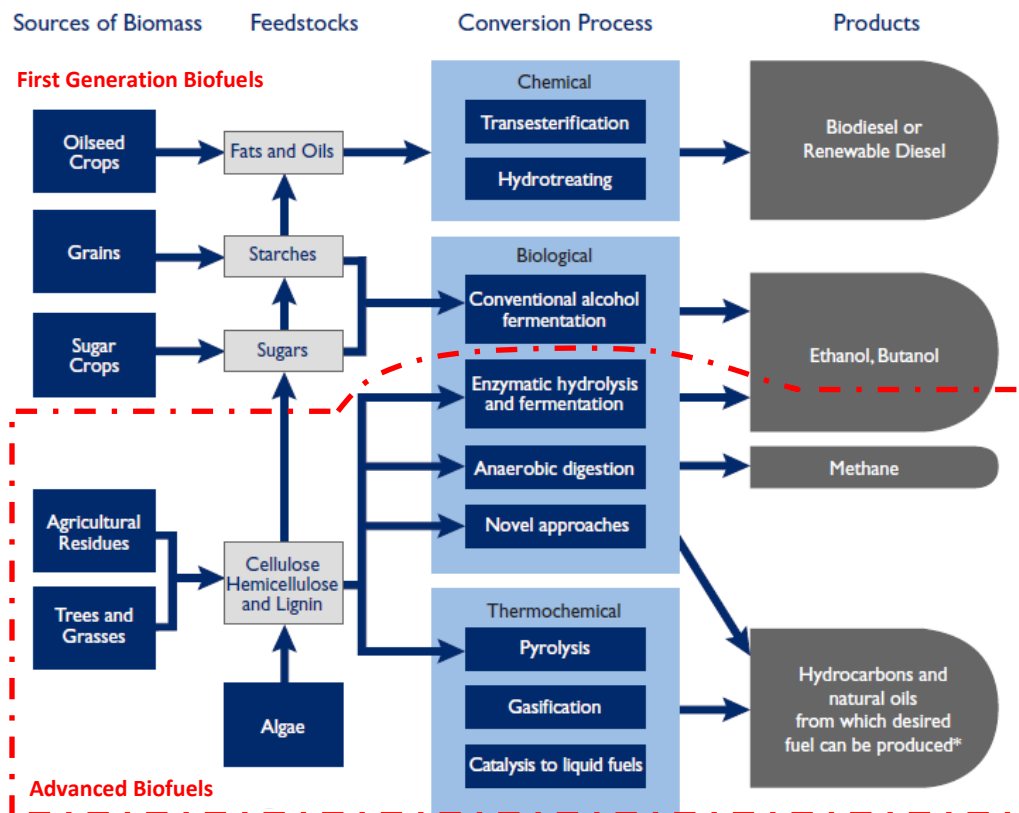 Sources of Biomass
Feedstocks
Conversion Process
Products
First Generation Biofuels
Oilseed
Crops
Fats and Oils
Chemical
Transesterification
Hydrotreating
Biodiesel or
Renewable Diesel
Grains
Starches
Sugar
Crops
Sugars
Biological
Conventional alcohol
fermentation
Enzymatic hydrolysis
and fermentation
Anaerobic digestion
Novel approaches
Ethanol, Butanol
Methane
Agricultural
Residues
Trees and
Grasses
Cellulose
Hemicellulose
and Lignin
Algae
Thermochemical
Pyrolysis
Gasification
Catalysis to liquid fuels
Hydrocarbons and
natural oils
from which desired
fuel can be produced*
Advanced Biofuels